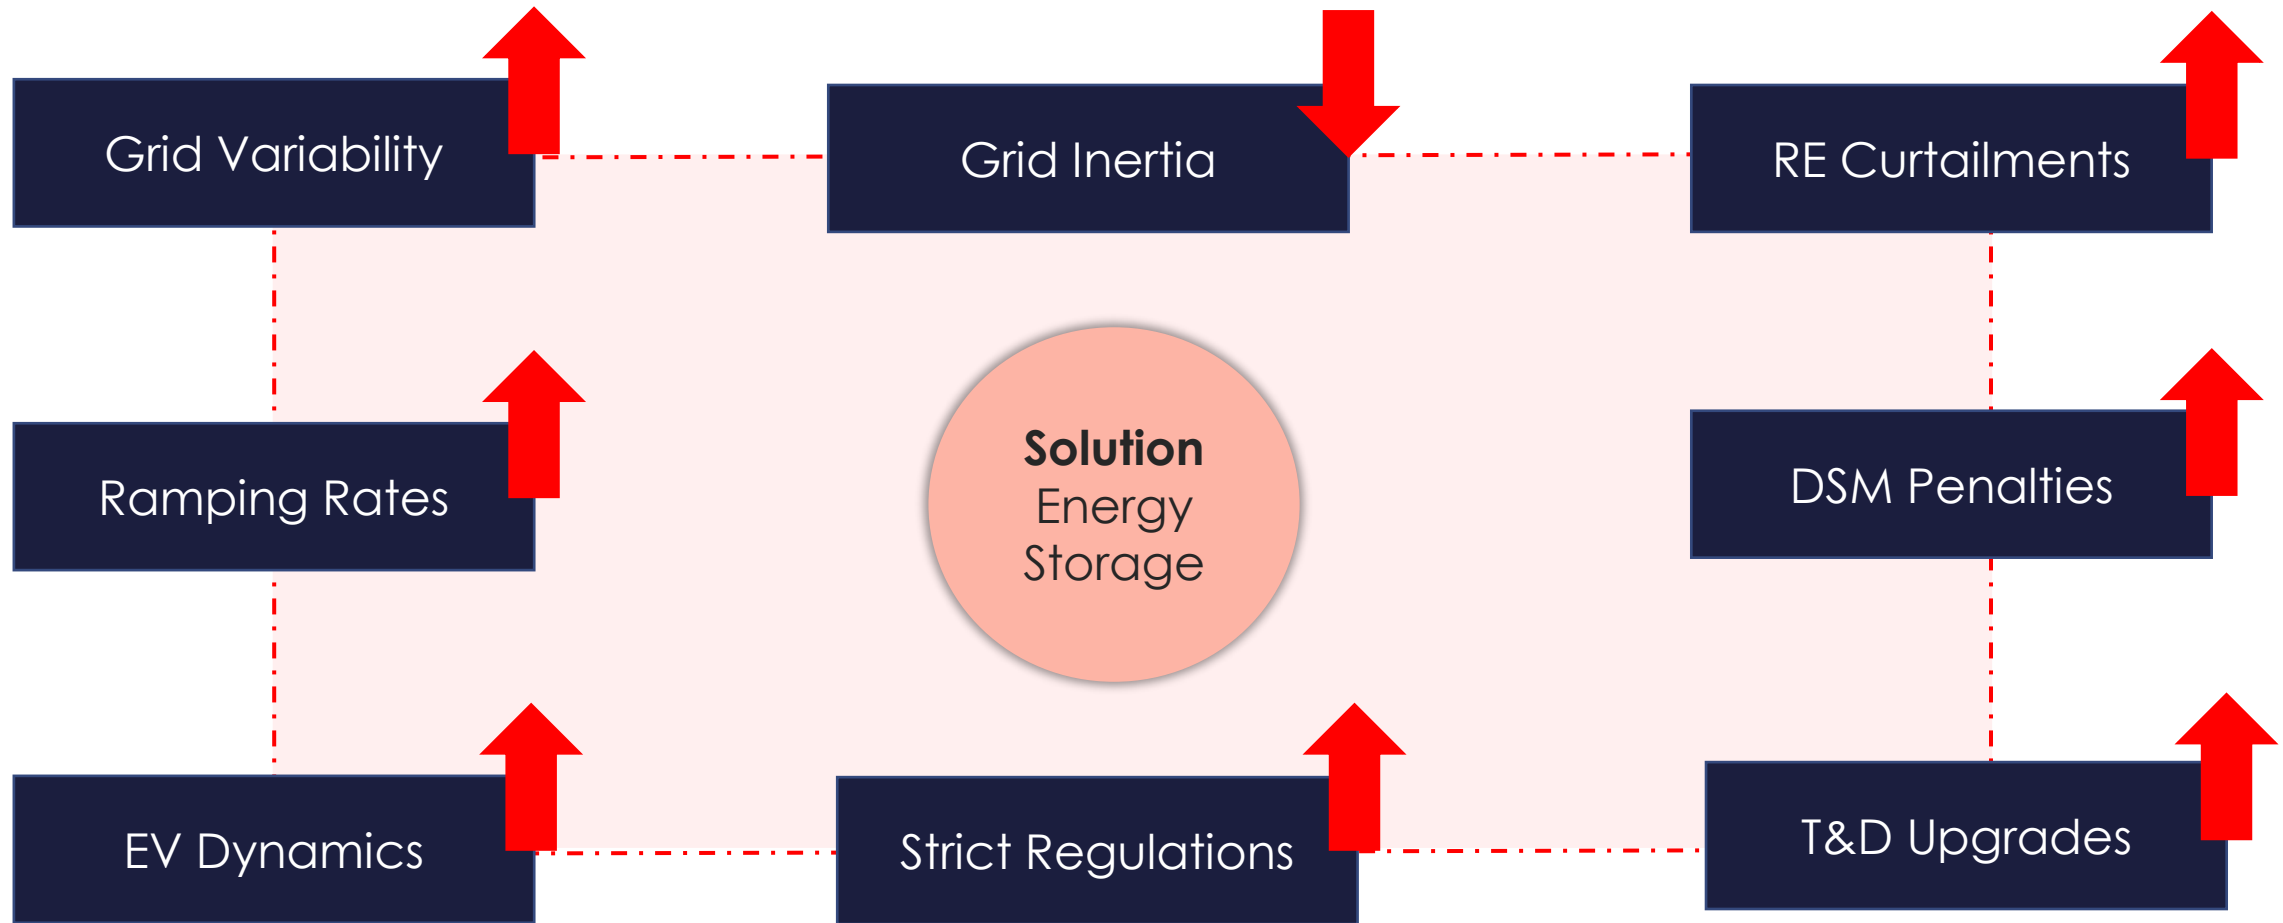 Grid Variability
Grid Inertia
RE Curtailments
Ramping Rates
Solution
Energy
Storage
DSM Penalties
EV Dynamics
Strict Regulations
T&D Upgrades